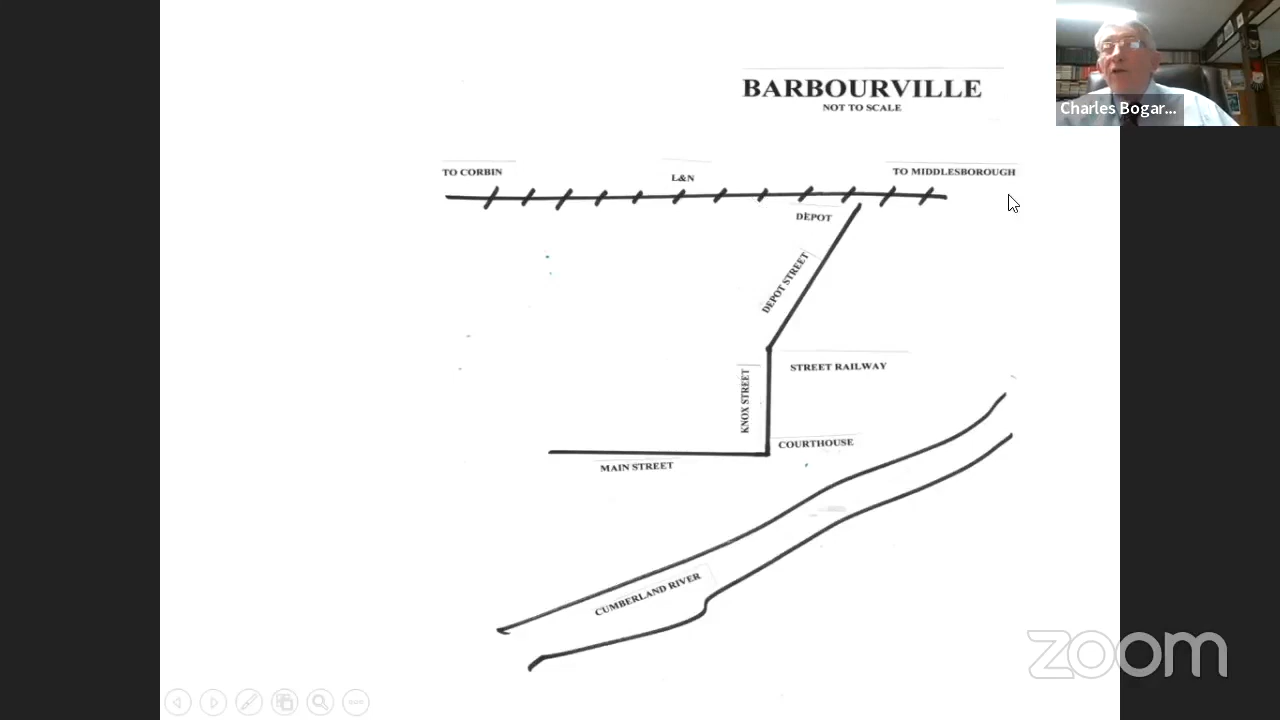 BARBOURVILLE
NOT TO SCALE
Charles Bogar...
TO CORBIN
L&N
TO MIDDLESBOROUGH
DEPOT
DEPOT STREET
STREET RAILWAY
KNOX STREET
COURTHOUSE
MAIN STREET
CUMBERLAND RIVER
zoom